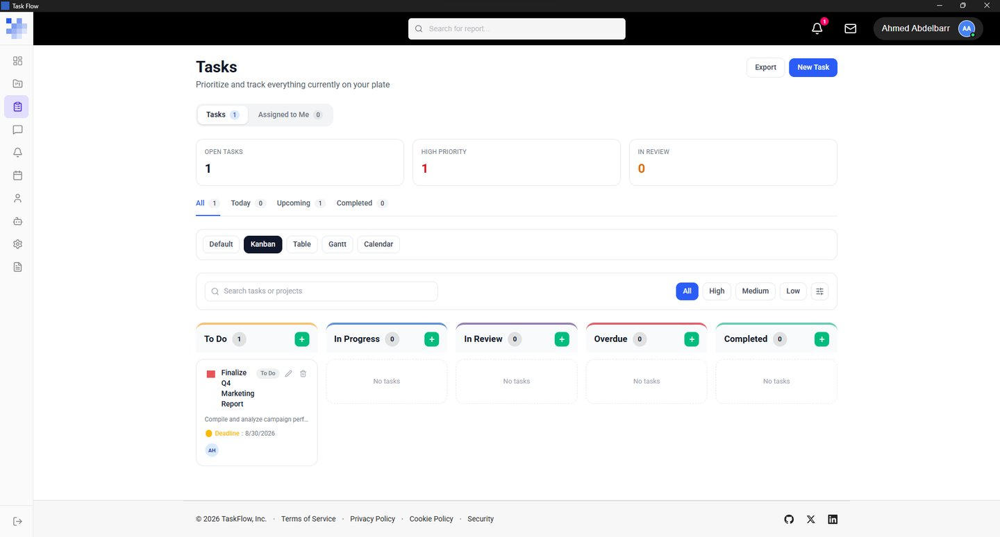 Task Flow
Search for report...
1
Ahmed Abdelbarr
AA
Tasks
Prioritize and track everything currently on your plate
Export
New Task
Tasks 1
Assigned to Me 0
OPEN TASKS
1
HIGH PRIORITY
1
IN REVIEW
0
All 1
Today 0
Upcoming 1
Completed 0
Default
Kanban
Table
Gantt
Calendar
Search tasks or projects
All
High
Medium
Low
To Do 1
+
Finalize
Q4
Marketing
Report
To Do
Compile and analyze campaign perf...
Deadline : 8/30/2026
AH
In Progress 0
+
No tasks
In Review 0
+
No tasks
Overdue 0
+
No tasks
Completed 0
+
No tasks
© 2026 TaskFlow, Inc. · Terms of Service · Privacy Policy · Cookie Policy · Security